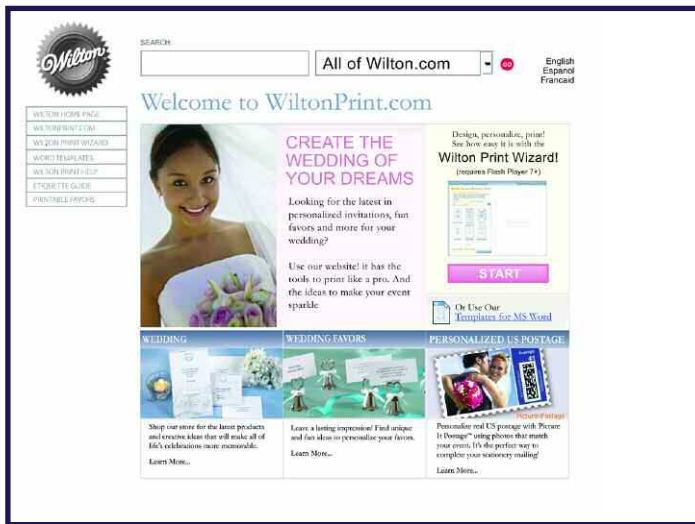 Wilton
SEARCH:
All of Wilton.com
GO
English
Espanol
Francaid
WILTON HOME PAGE
WILTONPRINT.COM
WILTON PRINT WIZARD
WORD TEMPLATES
WILTON PRINT HELP
ETIQUETTE GUIDE
PRINTABLE FAVORS
Welcome to WiltonPrint.com
CREATE THE
WEDDING OF
YOUR DREAMS
Looking for the latest in
personalized invitations, fun
favors and more for your
wedding?
Use our website! it has the
tools to print like a pro. And
the ideas to make your event
sparkle
Design, personalize, print!
See how easy it is with the
Wilton Print Wizard!
(requires Flash Player 7+)
START
Or Use Our
Templates for MS Word
WEDDING
Shop our store for the latest products
and creative ideas that will make all of
life's celebrations more memorable.
Learn More...
WEDDING FAVORS
Leave a lasting impression! Find unique
and fun ideas to personalize your favors.
Learn More...
PERSONALIZED US POSTAGE
Picture Postage
Personalize real US postage with Picture
It Postage™ using photos that match
your event. It's the perfect way to
complete your stationery mailing!
Learn More...